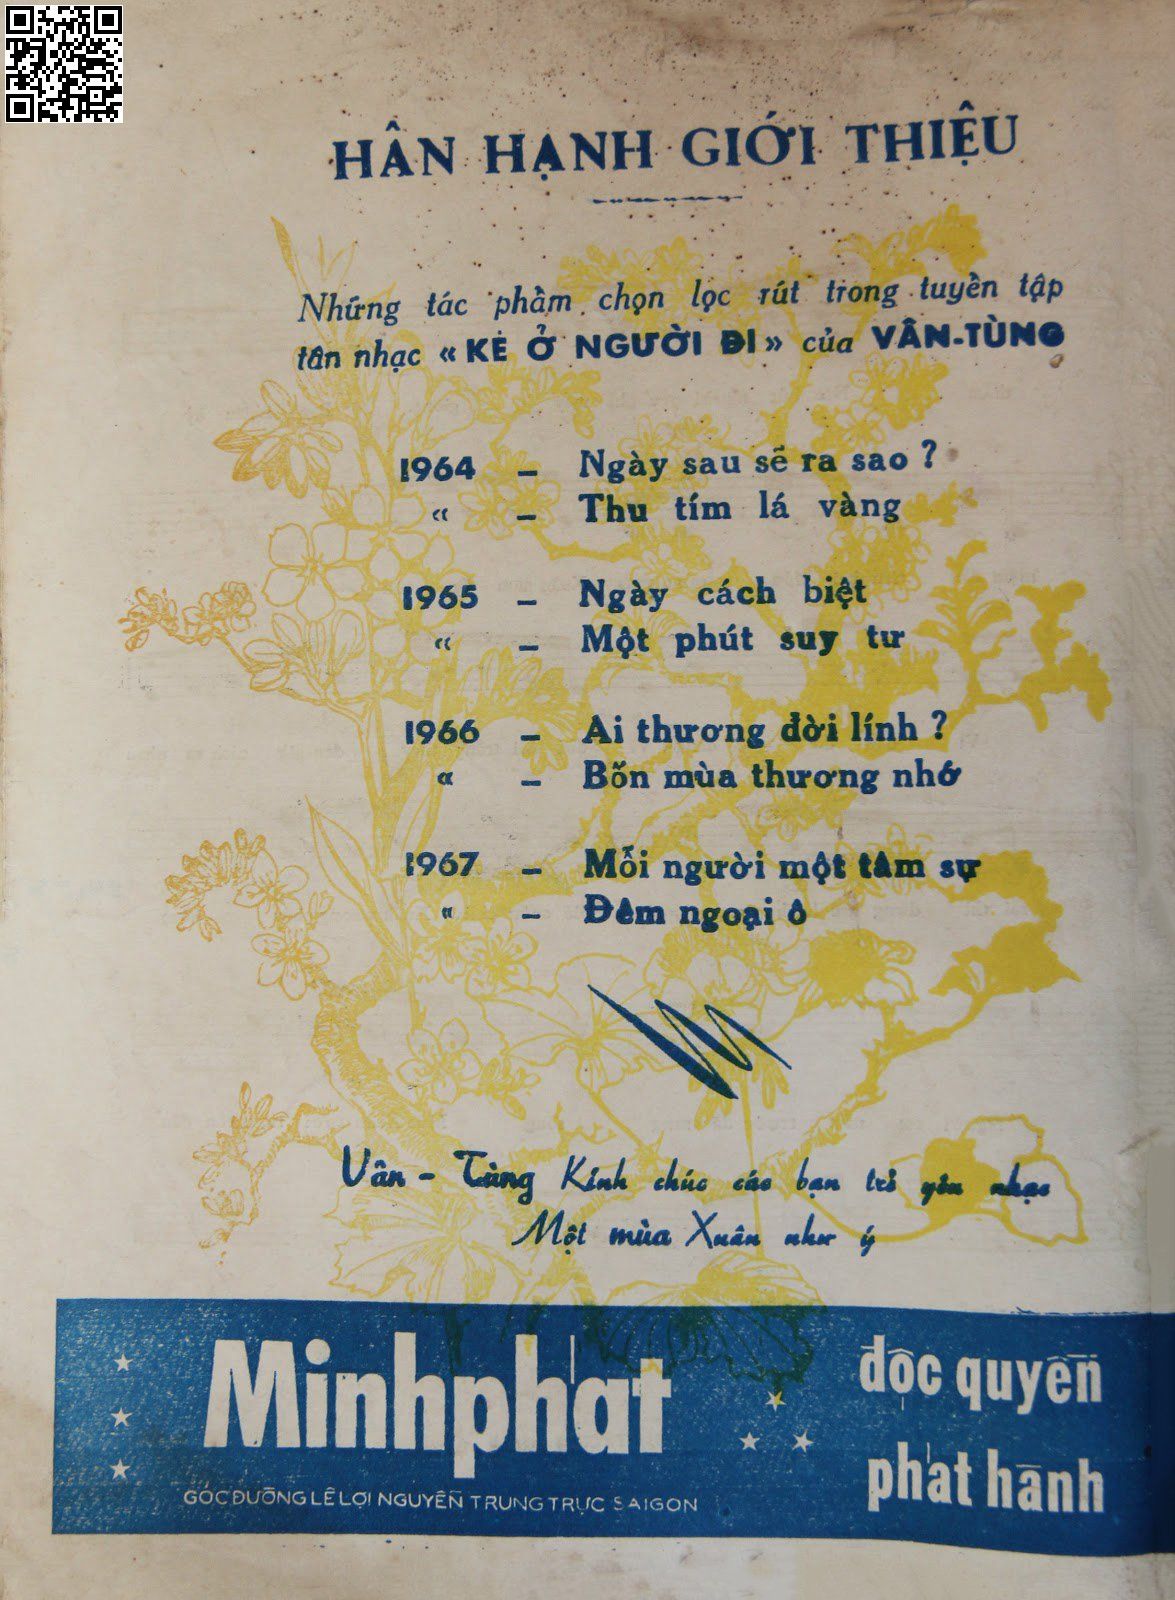 HÂN HẠNH GIỚI THIỆU
Những tác phẩm chọn lọc rút trong tuyển tập
tân nhạc «KẺ Ở NGƯỜI ĐI» của VÂN-TÙNG
1964 – Ngày sau sẽ ra sao ?
« – Thu tím lá vàng
1965 – Ngày cách biệt
« – Một phút suy tư
1966 – Ai thương đời lính ?
« – Bốn mùa thương nhớ
1967 – Mỗi người một tâm sự
« – Đêm ngoại ô
Vân - Tùng Kính chúc các bạn trẻ yêu nhạc
Một mùa Xuân như ý
Minhphát
độc quyền
phát hành
GÓC ĐƯỜNG LÊ LỢI NGUYỄN TRUNG TRỰC SAIGON